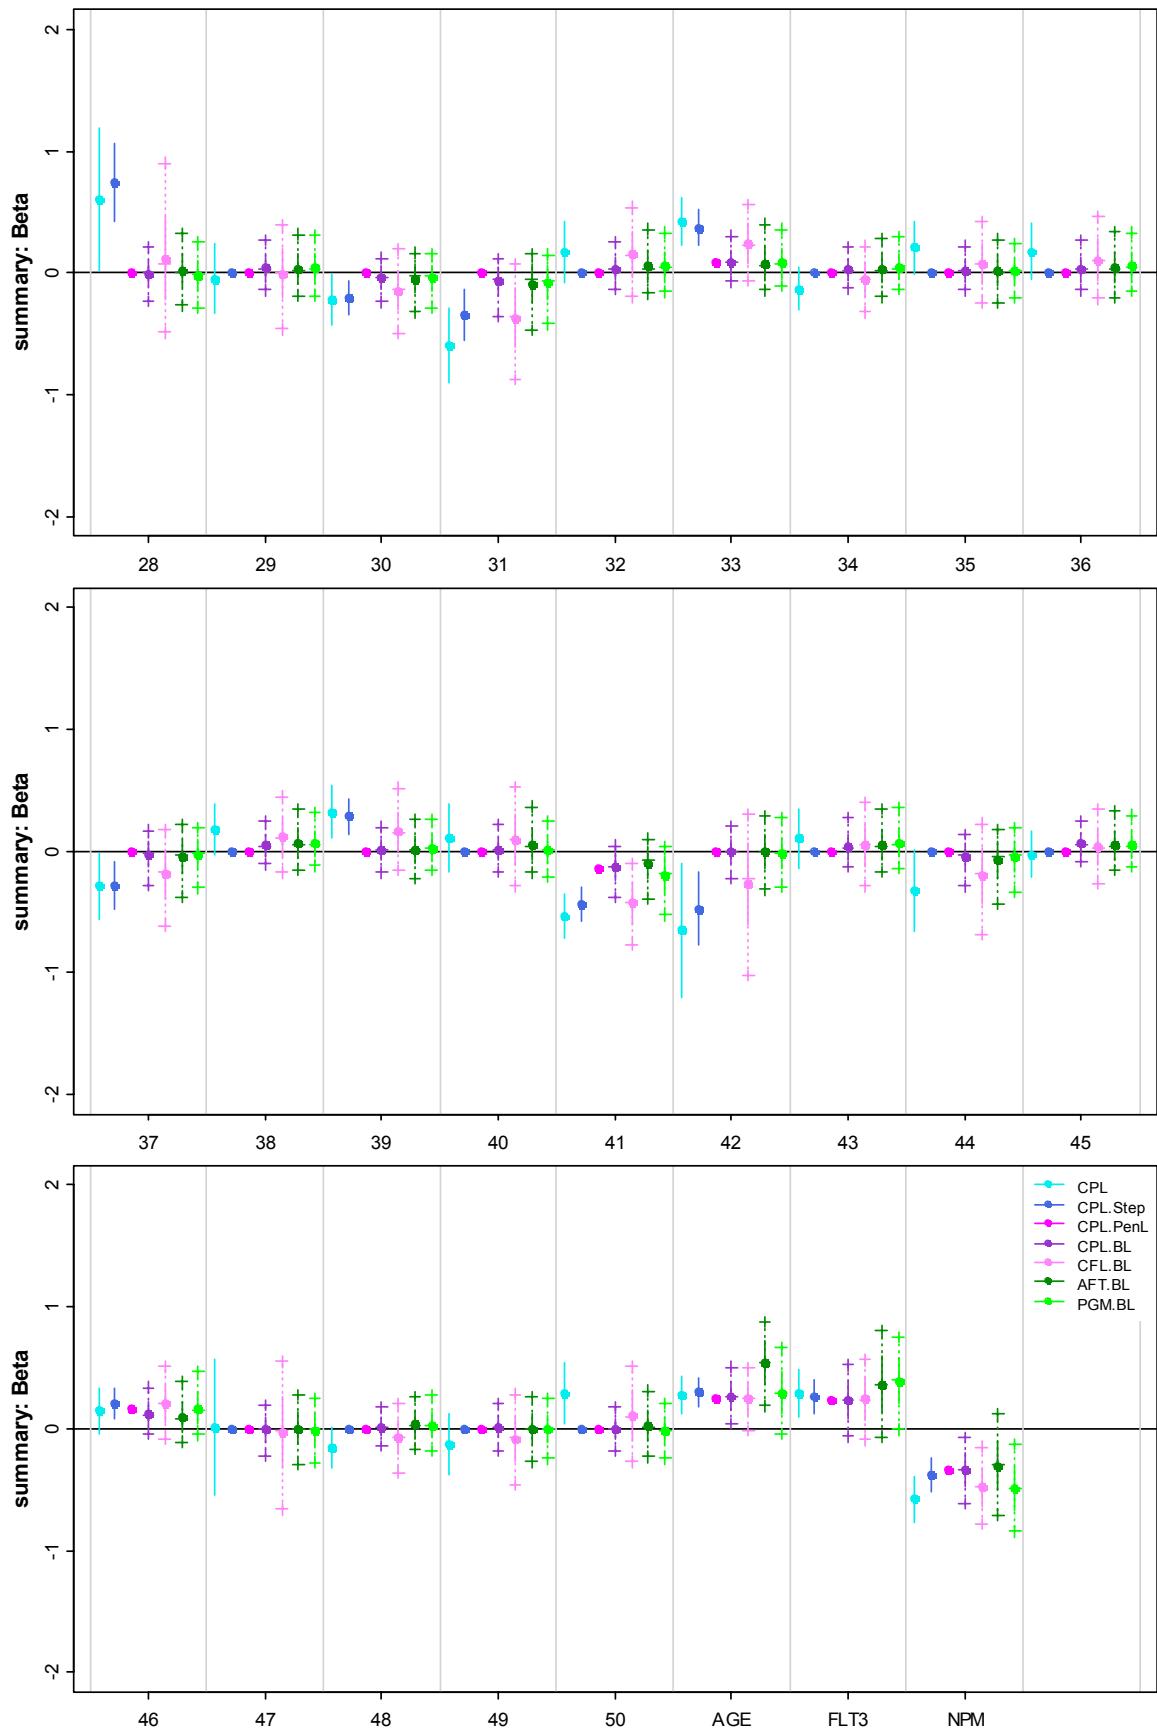 2
1
0
-1
-2
summary: Beta
28 29 30 31 32 33 34 35 36
2
1
0
-1
-2
summary: Beta
37 38 39 40 41 42 43 44 45
2
1
0
-1
-2
summary: Beta
CPL
CPL.Step
CPL.PenL
CPL.BL
CFL.BL
AFT.BL
PGM.BL
46 47 48 49 50 AGE FLT3 NPM